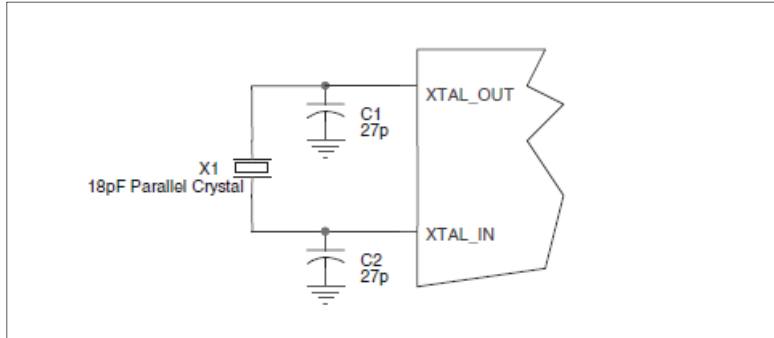 XTAL_OUT
C1
27p
X1
18pF Parallel Crystal
XTAL_IN
C2
27p